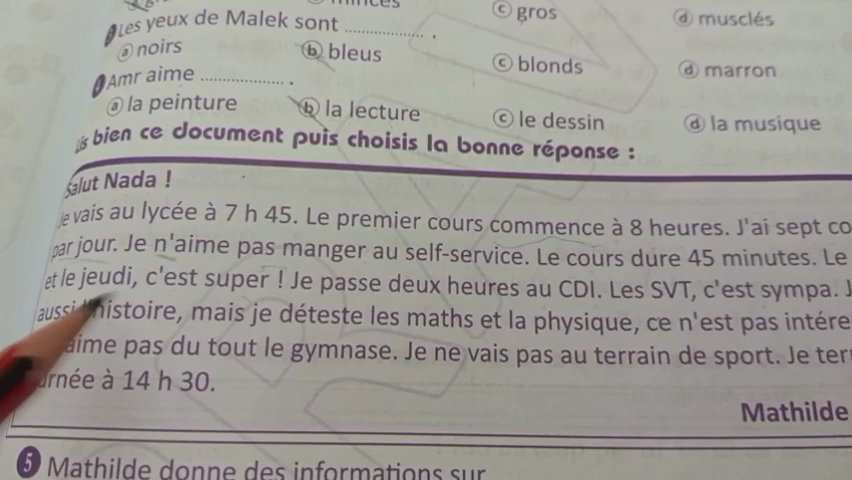 Les yeux de Malek sont .................. .
ⓒ gros ⓓ musclés
ⓐ noirs ⓑ bleus ⓒ blonds ⓓ marron
Amr aime .................. .
ⓐ la peinture ⓑ la lecture ⓒ le dessin ⓓ la musique
bien ce document puis choisis la bonne réponse :
Salut Nada !
Je vais au lycée à 7 h 45. Le premier cours commence à 8 heures. J'ai sept co
par jour. Je n'aime pas manger au self-service. Le cours dure 45 minutes. Le
et le jeudi, c'est super ! Je passe deux heures au CDI. Les SVT, c'est sympa. J
aussi l'histoire, mais je déteste les maths et la physique, ce n'est pas intére
aime pas du tout le gymnase. Je ne vais pas au terrain de sport. Je ter
rnée à 14 h 30.
Mathilde
5 Mathilde donne des informations sur